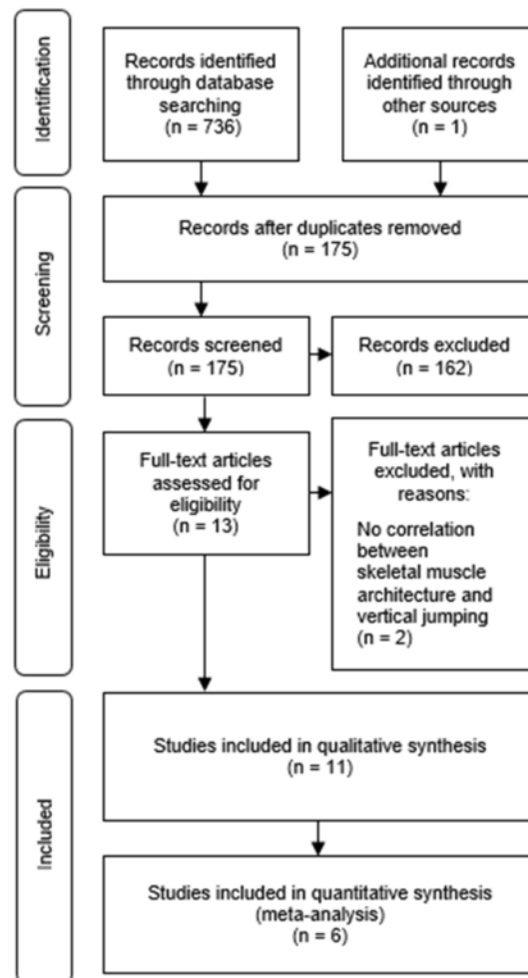 Identification
Records identified
through database
searching
(n = 736)
Additional records
identified through
other sources
(n = 1)
Screening
Records after duplicates removed
(n = 175)
Records screened
(n = 175)
Records excluded
(n = 162)
Eligibility
Full-text articles
assessed for
eligibility
(n = 13)
Full-text articles
excluded, with
reasons:
No correlation
between
skeletal muscle
architecture and
vertical jumping
(n = 2)
Included
Studies included in qualitative synthesis
(n = 11)
Studies included in quantitative synthesis
(meta-analysis)
(n = 6)